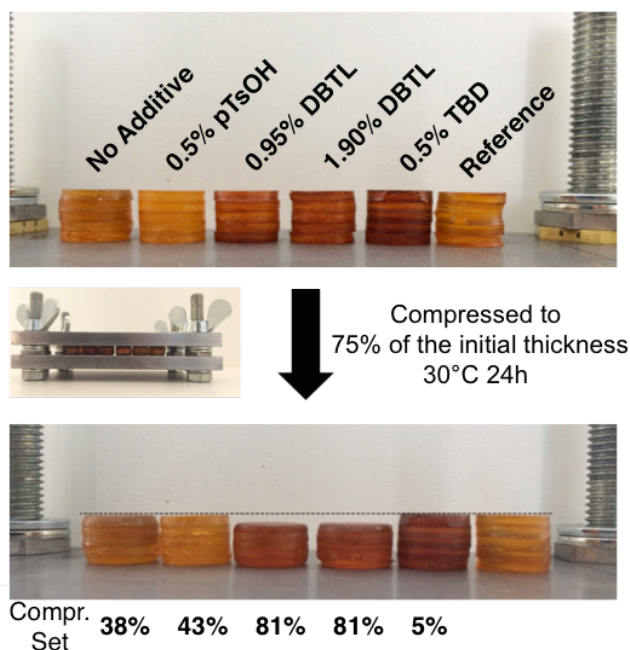 No Additive
0.5% pTsOH
0.95% DBTL
1.90% DBTL
0.5% TBD
Reference
Compressed to
75% of the initial thickness
30°C 24h
Compr. 38% 43% 81% 81% 5%
Set